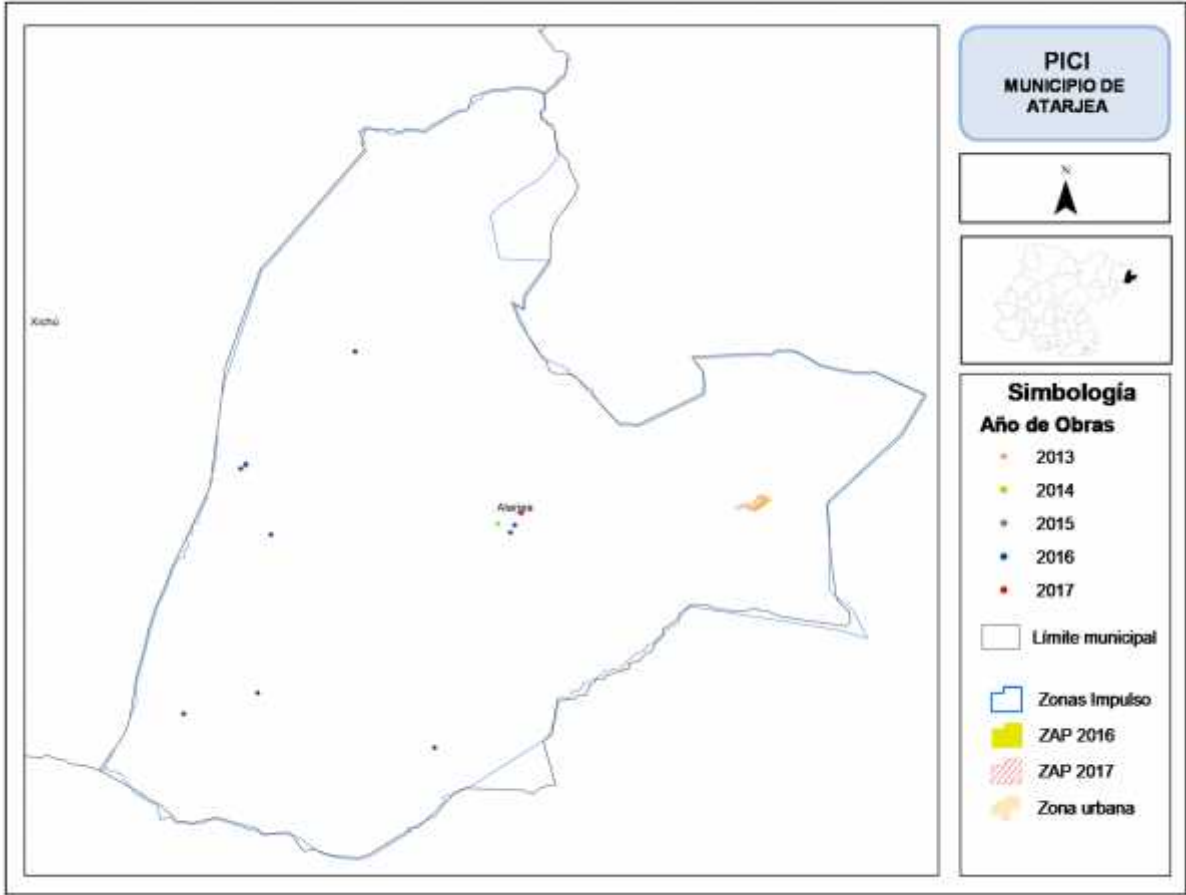 PICI
MUNICIPIO DE
ATARJEA
N
Xichú
Atarjea
Simbología
Año de Obras
2013
2014
2015
2016
2017
Límite municipal
Zonas Impulso
ZAP 2016
ZAP 2017
Zona urbana